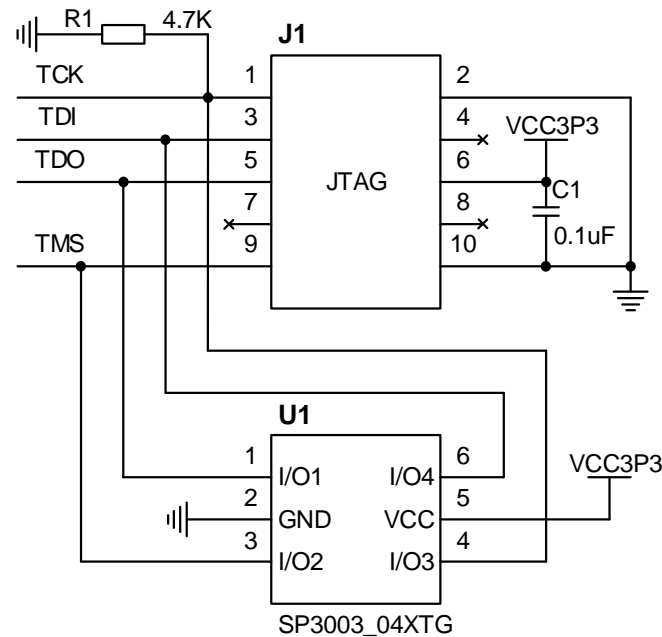 R1 4.7K J1
TCK 1 2
TDI 3 4 VCC3P3
TDO 5 6
JTAG C1
7 8
0.1uF
TMS 9 10
U1
1 I/O1 I/O4 6 VCC3P3
2 GND VCC 5
3 I/O2 I/O3 4
SP3003_04XTG